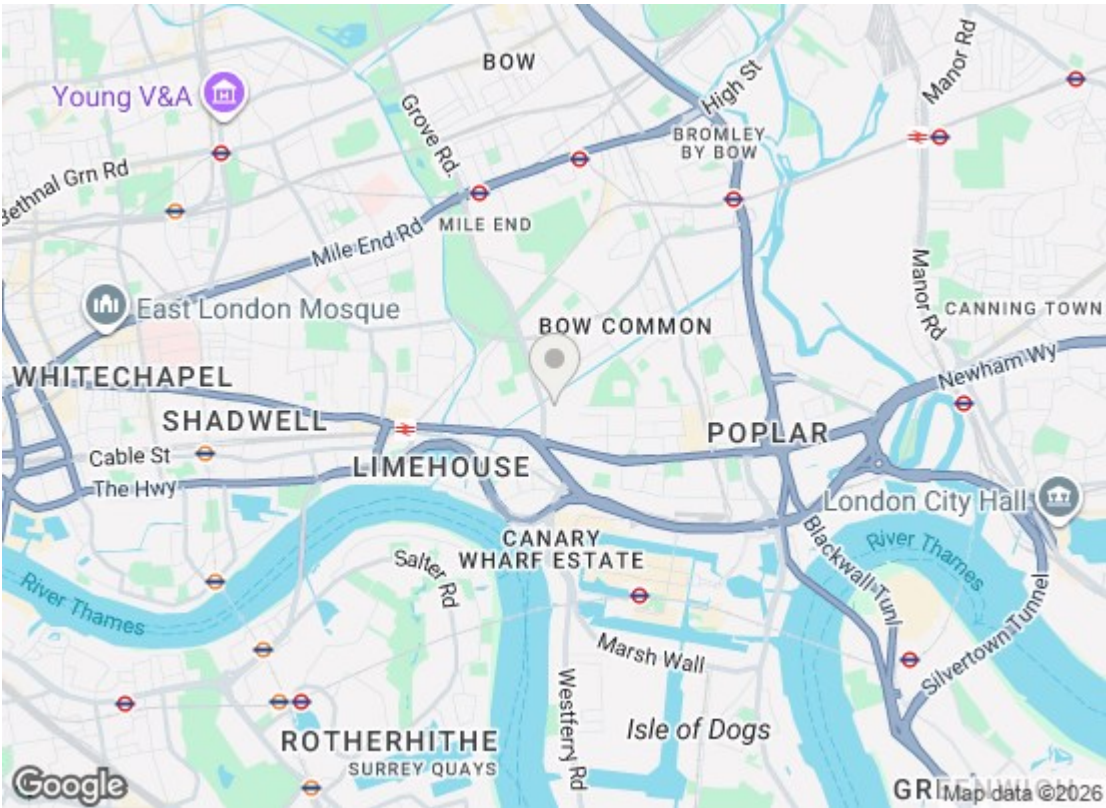 BOW
Young V&A
High St
Manor Rd
Grove Rd.
BROMLEY
BY BOW
Bethnal Grn Rd
MILE END
Mile End Rd
Manor Rd
East London Mosque
CANNING TOWN
BOW COMMON
Newham Wy
WHITECHAPEL
SHADWELL
POPLAR
Cable St
LIMEHOUSE
The Hwy
London City Hall
CANARY
WHARF ESTATE
Blackwall Tunl
River Thames
Salter Rd
River Thames
Silvertown Tunnel
Marsh Wall
Westferry Rd
Isle of Dogs
ROTHERHITHE
SURREY QUAYS
Google
GREENWICH
Map data ©2026